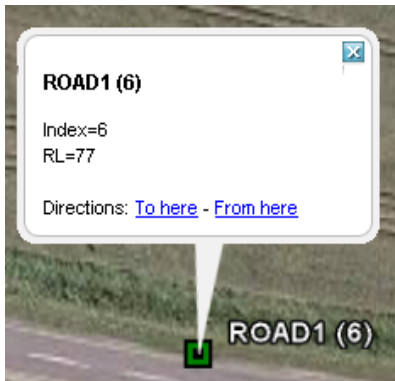 ROAD1 (6)
Index=6
RL=77
Directions: To here - From here
ROAD1 (6)